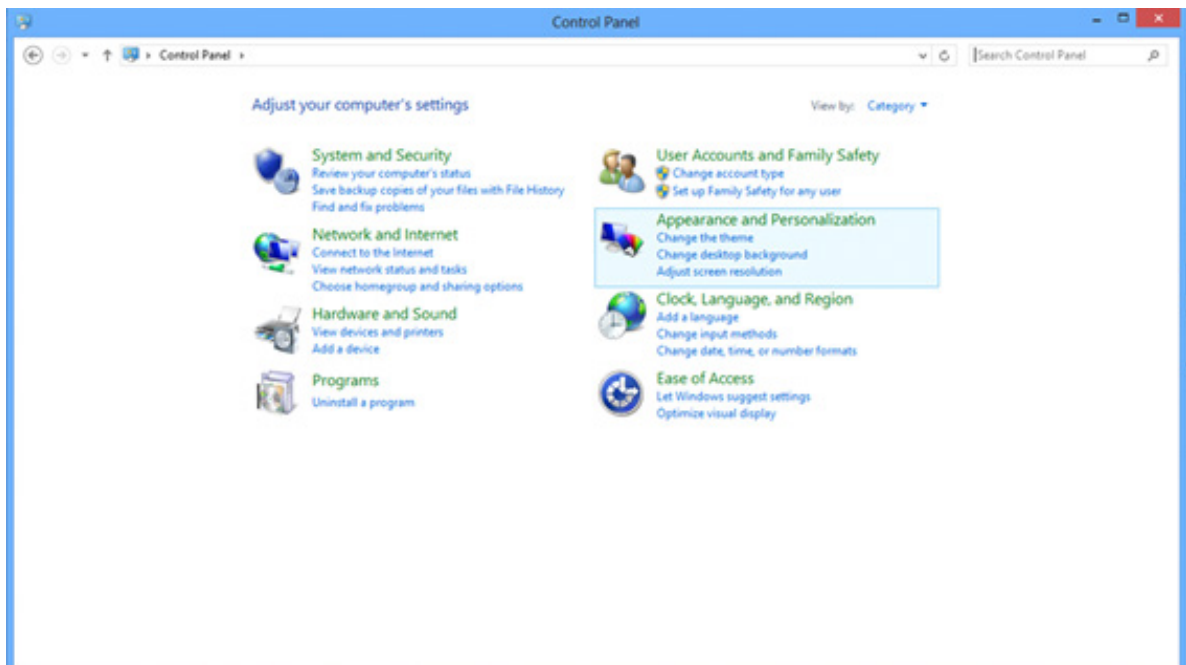 Control Panel
Control Panel
Search Control Panel
Adjust your computer's settings
View by: Category
System and Security
Review your computer's status
Save backup copies of your files with File History
Find and fix problems
Network and Internet
Connect to the Internet
View network status and tasks
Choose homegroup and sharing options
Hardware and Sound
View devices and printers
Add a device
Programs
Uninstall a program
User Accounts and Family Safety
Change account type
Set up Family Safety for any user
Appearance and Personalization
Change the theme
Change desktop background
Adjust screen resolution
Clock, Language, and Region
Add a language
Change input methods
Change date, time, or number formats
Ease of Access
Let Windows suggest settings
Optimize visual display